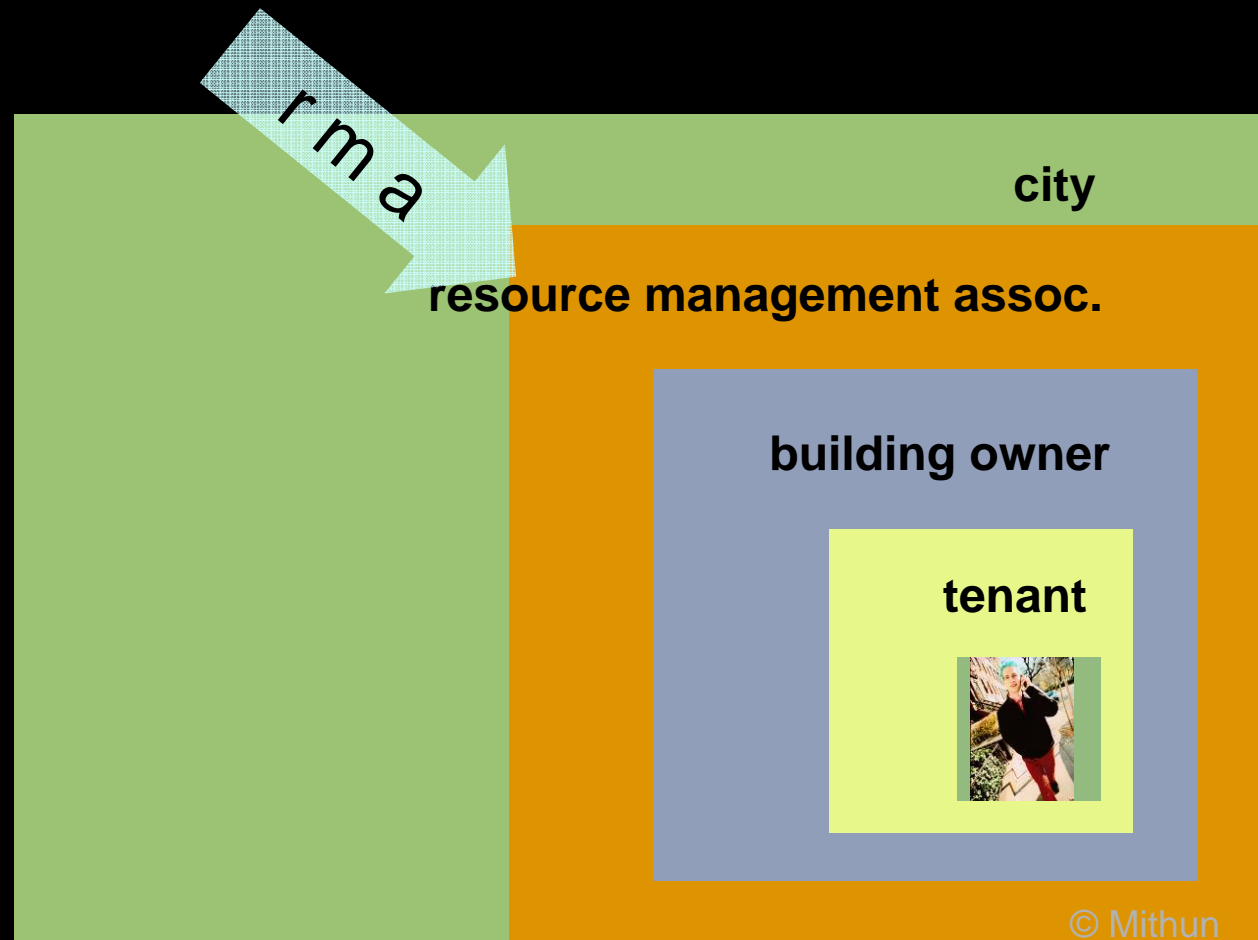 r m a
city
resource management assoc.
building owner
tenant
© Mithun